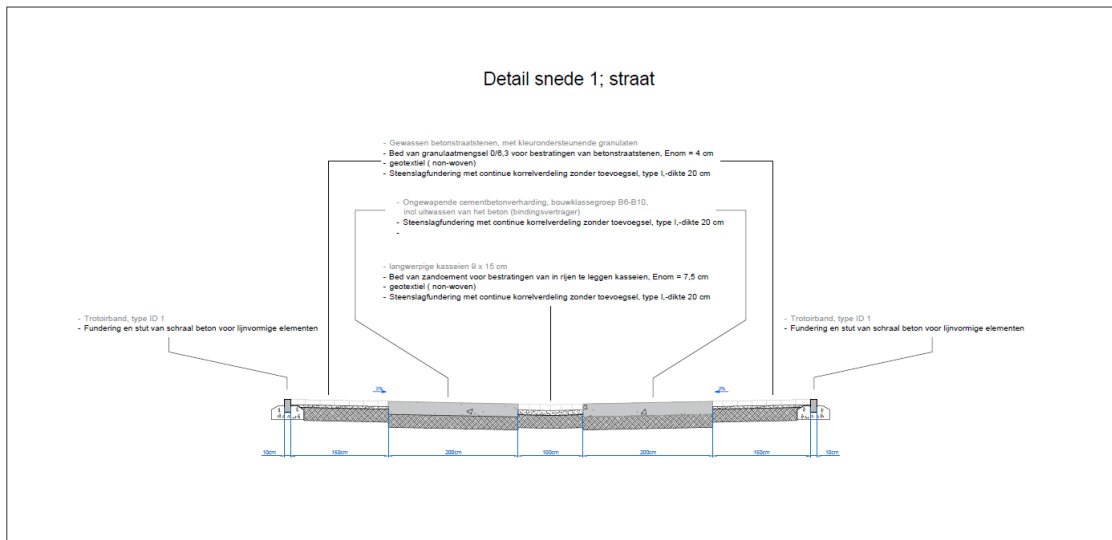 Detail snede 1; straat
- Gewassen betonstraatstenen, met kleurondersteunende granulaten
- Bed van granulaatmengsel 0/6,3 voor bestratingen van betonstraatstenen, Enom = 4 cm
- geotextiel ( non-woven)
- Steenslagfundering met continue korrelverdeling zonder toevoegsel, type I,-dikte 20 cm
- Ongewapende cementbetonverharding, bouwklassegroep B6-B10,
incl uitwassen van het beton (bindingsvertrager)
- Steenslagfundering met continue korrelverdeling zonder toevoegsel, type I,-dikte 20 cm
-
- langwerpige kasseien 9 x 15 cm
- Bed van zandcement voor bestratingen van in rijen te leggen kasseien, Enom = 7,5 cm
- geotextiel ( non-woven)
- Steenslagfundering met continue korrelverdeling zonder toevoegsel, type I,-dikte 20 cm
- Trotoirband, type ID 1
- Fundering en stut van schraal beton voor lijnvormige elementen
- Trotoirband, type ID 1
- Fundering en stut van schraal beton voor lijnvormige elementen
2%
2%
10cm
150cm
200cm
100cm
200cm
150cm
10cm